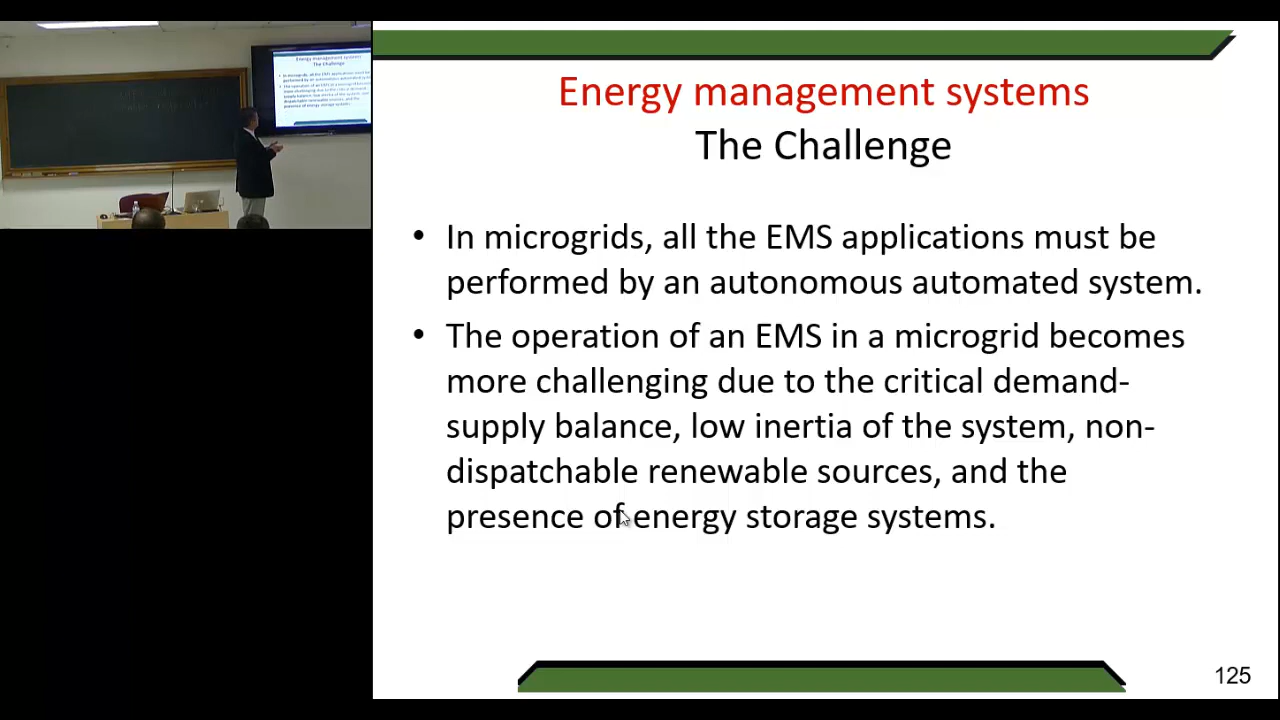 Energy management systems
The Challenge
• In microgrids, all the EMS applications must be
performed by an autonomous automated system.
• The operation of an EMS in a microgrid becomes
more challenging due to the critical demand-
supply balance, low inertia of the system, non-
dispatchable renewable sources, and the
presence of energy storage systems.
125